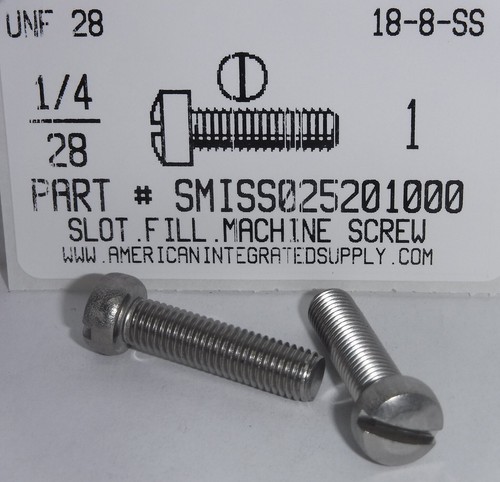 UNF 28 18-8-SS
1/4
28
1
PART # SMISS025201000
SLOT.FILL.MACHINE SCREW
WWW.AMERICANINTEGRATEDSUPPLY.COM